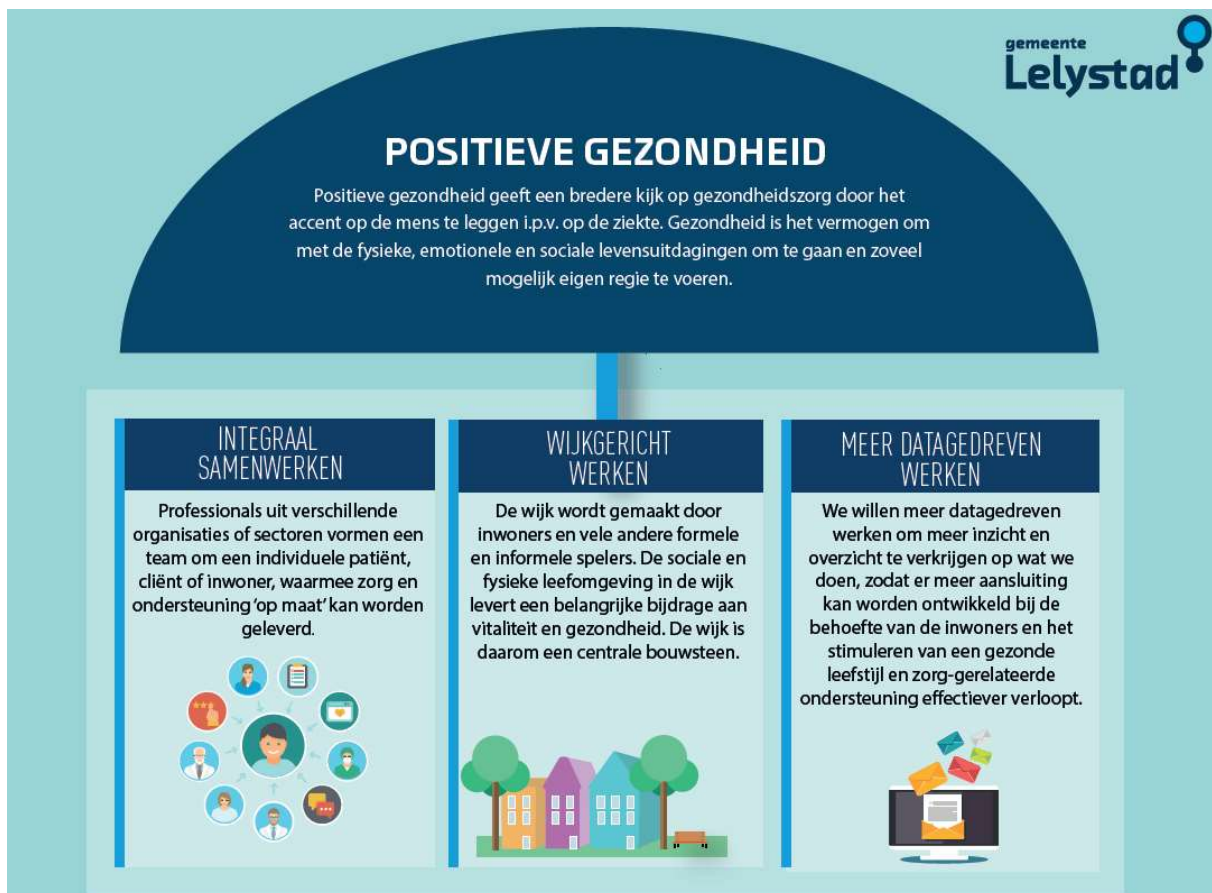 gemeente
Lelystad
POSITIEVE GEZONDHEID
Positieve gezondheid geeft een bredere kijk op gezondheidszorg door het
accent op de mens te leggen i.p.v. op de ziekte. Gezondheid is het vermogen om
met de fysieke, emotionele en sociale levensuitdagingen om te gaan en zoveel
mogelijk eigen regie te voeren.
INTEGRAAL
SAMENWERKEN
Professionals uit verschillende
organisaties of sectoren vormen een
team om een individuele patiënt,
cliënt of inwoner, waarmee zorg en
ondersteuning ‘op maat’ kan worden
geleverd.
WIJKGERICHT
WERKEN
De wijk wordt gemaakt door
inwoners en vele andere formele
en informele spelers. De sociale en
fysieke leefomgeving in de wijk
levert een belangrijke bijdrage aan
vitaliteit en gezondheid. De wijk is
daarom een centrale bouwsteen.
MEER DATAGEDREVEN
WERKEN
We willen meer datagedreven
werken om meer inzicht en
overzicht te verkrijgen op wat we
doen, zodat er meer aansluiting
kan worden ontwikkeld bij de
behoefte van de inwoners en het
stimuleren van een gezonde
leefstijl en zorg-gerelateerde
ondersteuning effectiever verloopt.